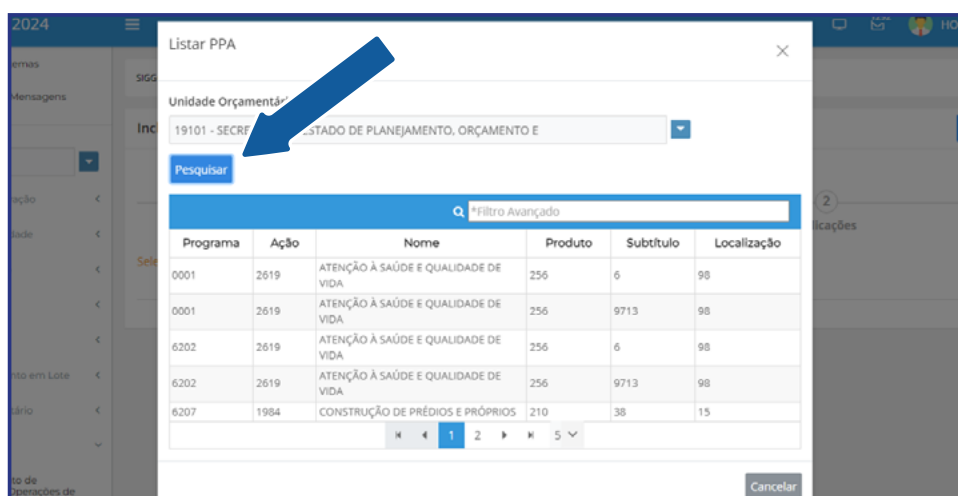 2024
Listar PPA
HO
emas
SIGG
Mensagens
Unidade Orçamentári
Inc
19101 - SECRE STADO DE PLANEJAMENTO, ORÇAMENTO E
Pesquisar
*Filtro Avançado
ação
2
licações
Programa Ação Nome Produto Subtítulo Localização
dade
Sele
0001 2619 ATENÇÃO À SAÚDE E QUALIDADE DE VIDA 256 6 98
0001 2619 ATENÇÃO À SAÚDE E QUALIDADE DE VIDA 256 9713 98
6202 2619 ATENÇÃO À SAÚDE E QUALIDADE DE VIDA 256 6 98
nto em Lote
6202 2619 ATENÇÃO À SAÚDE E QUALIDADE DE VIDA 256 9713 98
tário
6207 1984 CONSTRUÇÃO DE PRÉDIOS E PRÓPRIOS 210 38 15
1 2 5
to de
Operações de
Cancelar